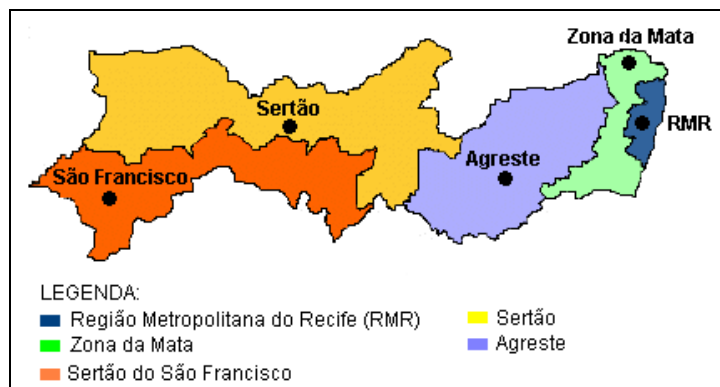 Zona da Mata
Sertão
RMR
Agreste
São Francisco
LEGENDA:
Região Metropolitana do Recife (RMR)
Sertão
Zona da Mata
Agreste
Sertão do São Francisco